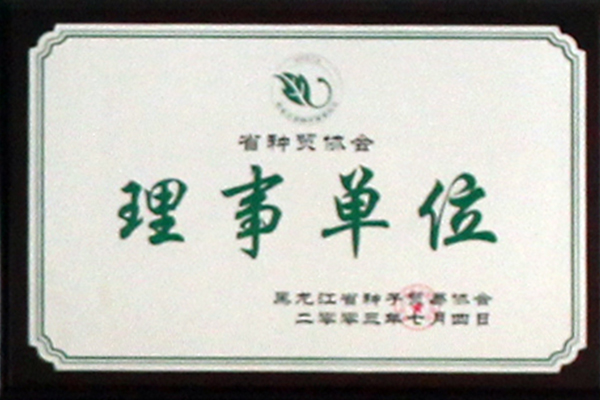 省种贸协会
理事单位
黑龙江省种子贸易协会
二零零三年七月四日